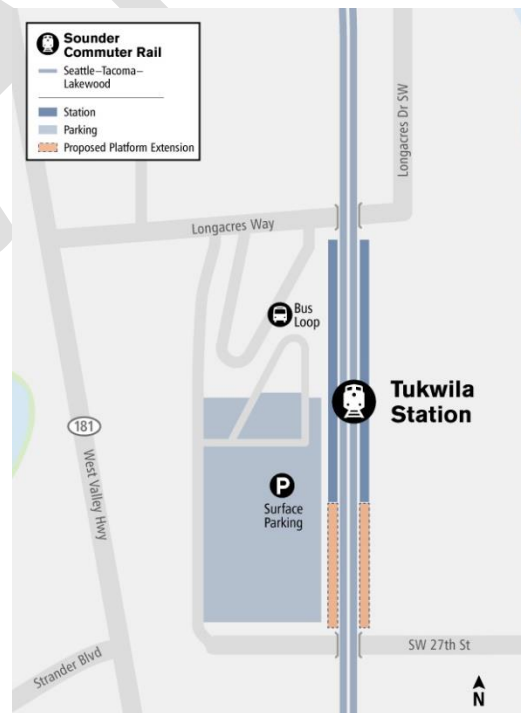 Sounder
Commuter Rail
Seattle–Tacoma–
Lakewood
Station
Parking
Proposed Platform Extension
Longacres Dr SW
Longacres Way
Bus
Loop
Tukwila
Station
181
West Valley Hwy
P
Surface
Parking
SW 27th St
Strander Blvd
N